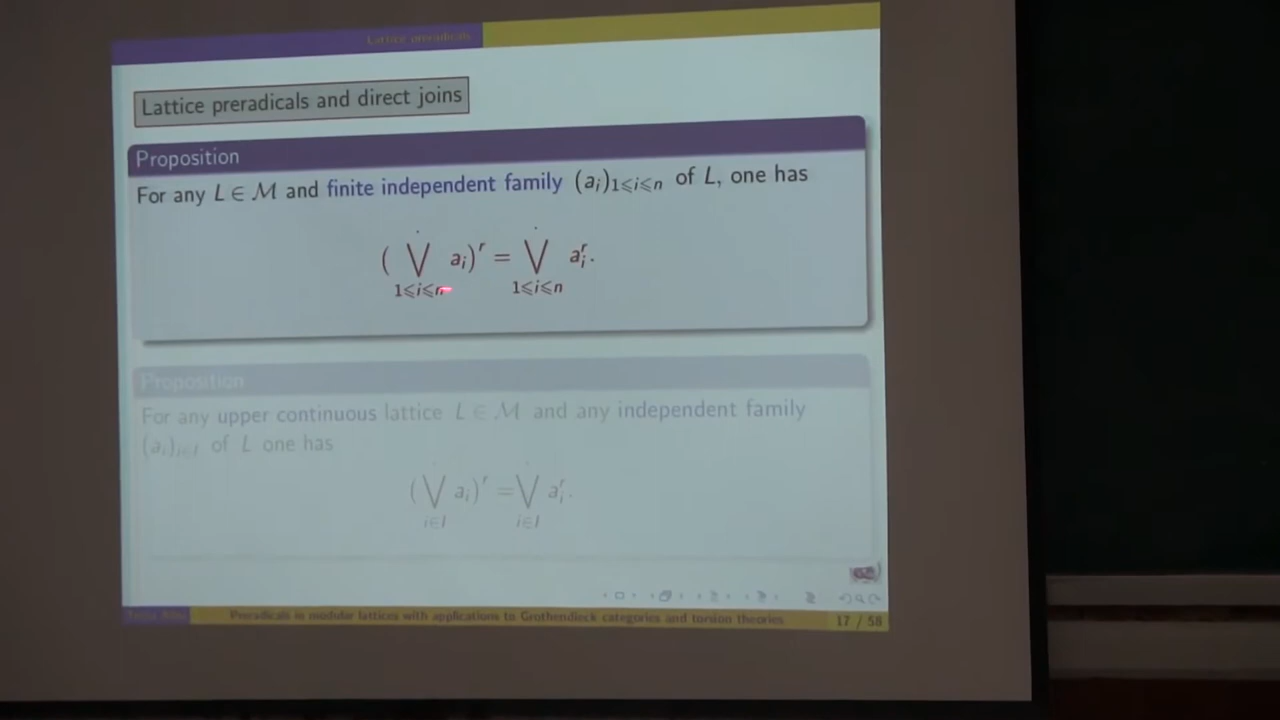 Lattice preradicals
Lattice preradicals and direct joins
Proposition
For any L ∈ ℳ and finite independent family (aᵢ)₁⩽ᵢ⩽ₙ of L, one has
( ⋁̇ aᵢ)ʳ = ⋁̇ aᵢʳ.
1⩽i⩽n 1⩽i⩽n
Proposition
For any upper continuous lattice L ∈ ℳ and any independent family
(aᵢ)ᵢ∈I of L one has
( ⋁̇ aᵢ)ʳ = ⋁̇ aᵢʳ.
i∈I i∈I
Preradicals in modular lattices with applications to Grothendieck categories and torsion theories
17 / 58